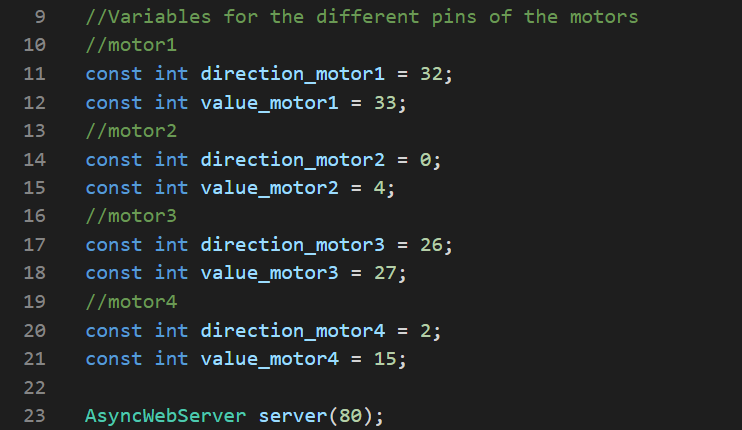 9 //Variables for the different pins of the motors
10 //motor1
11 const int direction_motor1 = 32;
12 const int value_motor1 = 33;
13 //motor2
14 const int direction_motor2 = 0;
15 const int value_motor2 = 4;
16 //motor3
17 const int direction_motor3 = 26;
18 const int value_motor3 = 27;
19 //motor4
20 const int direction_motor4 = 2;
21 const int value_motor4 = 15;
22
23 AsyncWebServer server(80);